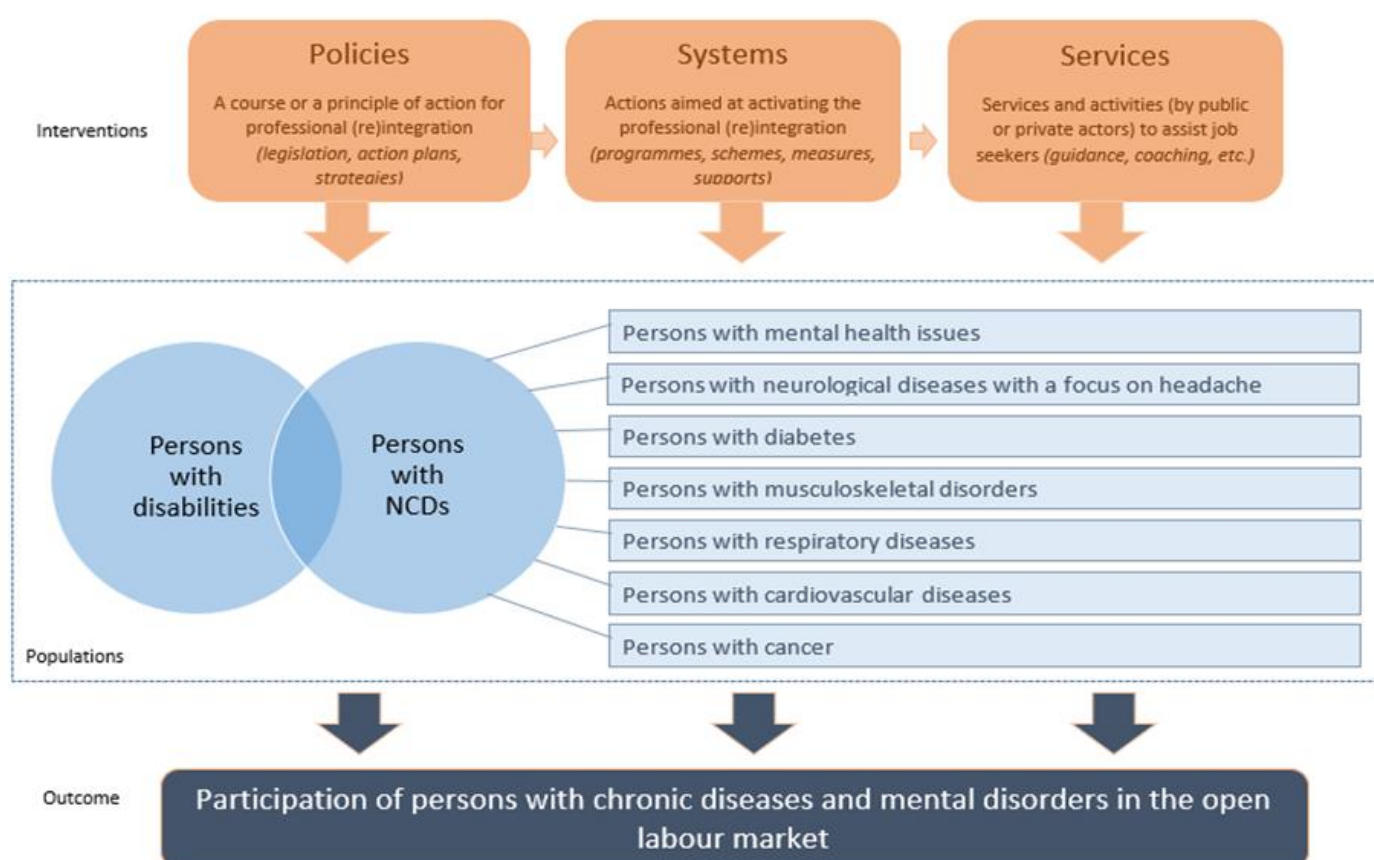 Policies
A course or a principle of action for
professional (re)integration
(legislation, action plans,
strategies)
Systems
Actions aimed at activating the
professional (re)integration
(programmes, schemes, measures,
supports)
Services
Services and activities (by public
or private actors) to assist job
seekers (guidance, coaching, etc.)
Interventions
Persons
with
disabilities
Persons
with
NCDs
Persons with mental health issues
Persons with neurological diseases with a focus on headache
Persons with diabetes
Persons with musculoskeletal disorders
Persons with respiratory diseases
Persons with cardiovascular diseases
Persons with cancer
Populations
Outcome
Participation of persons with chronic diseases and mental disorders in the open
labour market